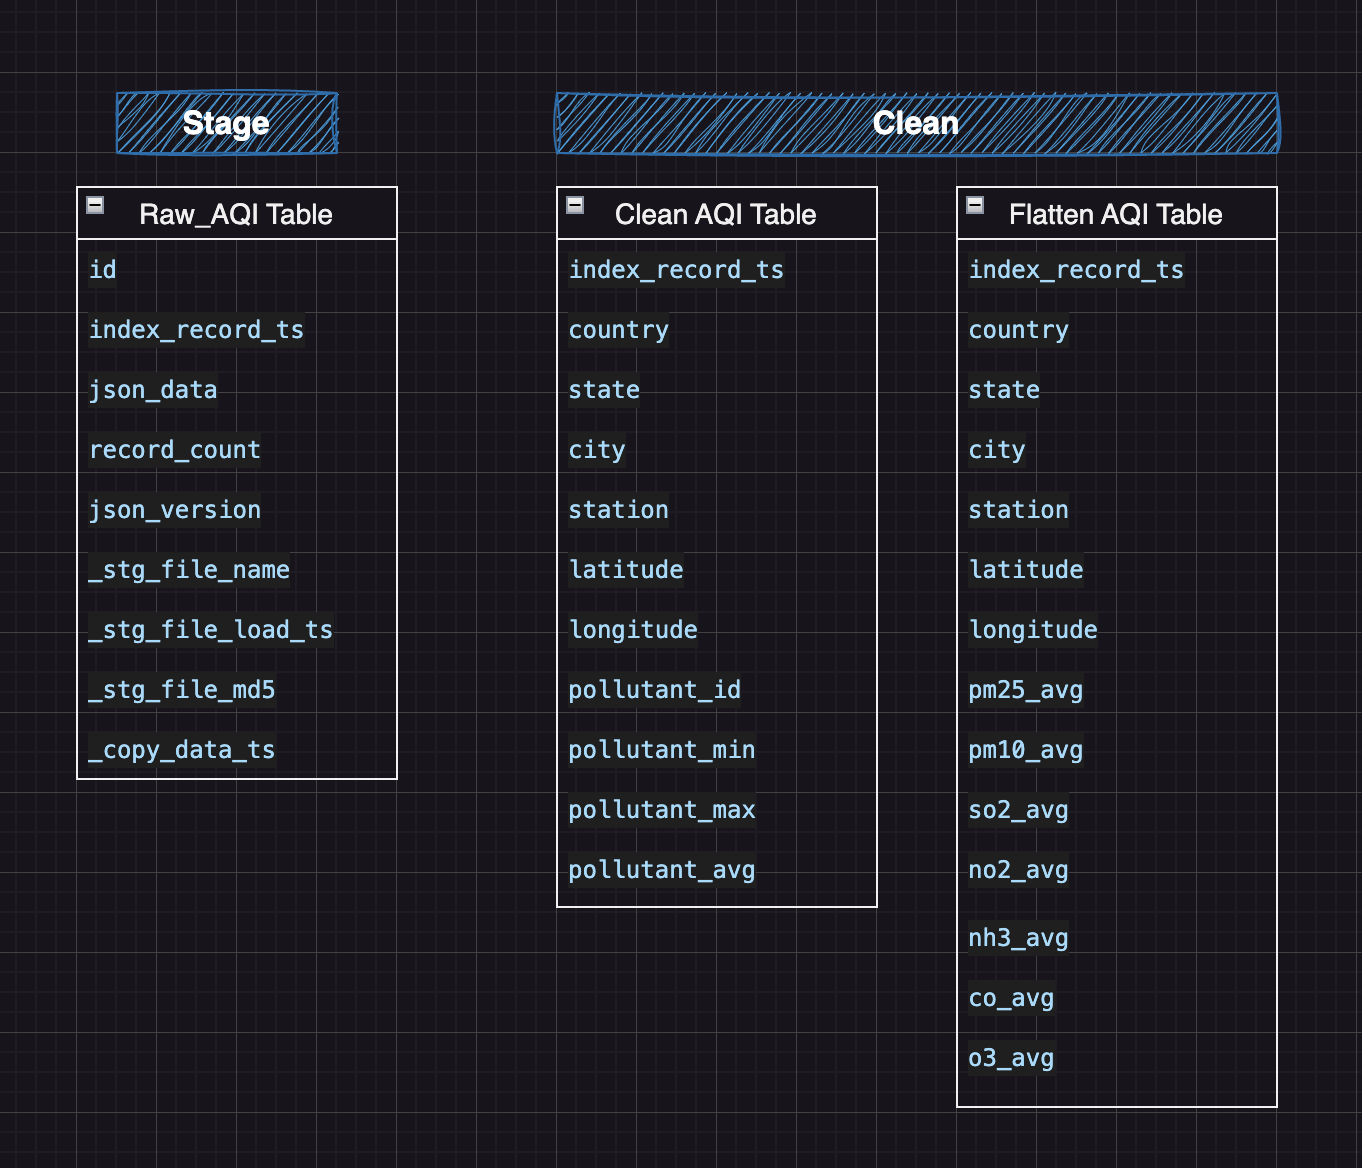 Stage
Clean
Raw_AQI Table
id
index_record_ts
json_data
record_count
json_version
_stg_file_name
_stg_file_load_ts
_stg_file_md5
_copy_data_ts
Clean AQI Table
index_record_ts
country
state
city
station
latitude
longitude
pollutant_id
pollutant_min
pollutant_max
pollutant_avg
Flatten AQI Table
index_record_ts
country
state
city
station
latitude
longitude
pm25_avg
pm10_avg
so2_avg
no2_avg
nh3_avg
co_avg
o3_avg